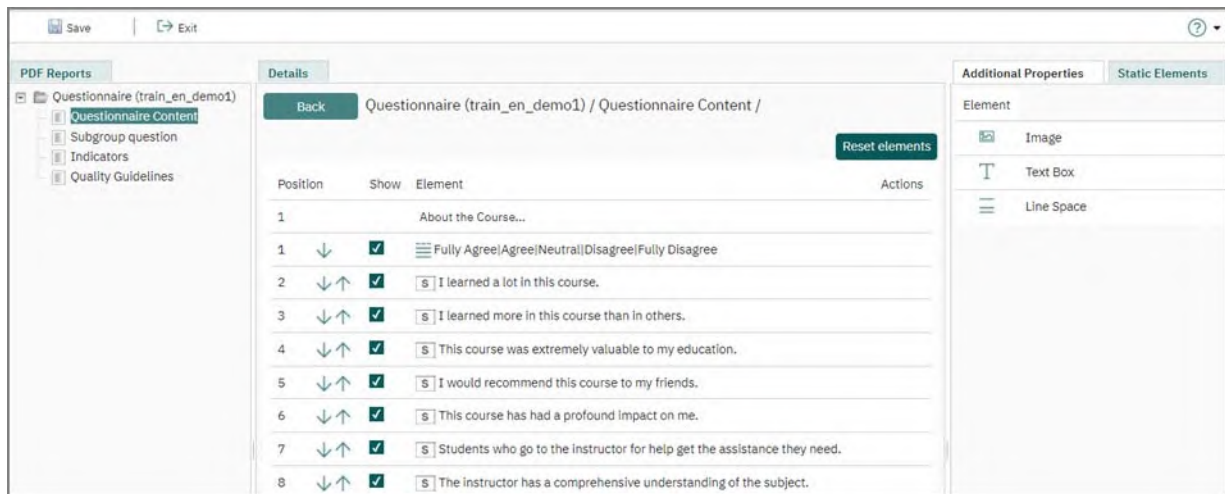 Save | Exit
PDF Reports
Questionnaire (train_en_demo1)
Questionnaire Content
Subgroup question
Indicators
Quality Guidelines
Details
Back Questionnaire (train_en_demo1) / Questionnaire Content /
Reset elements
Position Show Element Actions
1 About the Course...
1 Fully Agree|Agree|Neutral|Disagree|Fully Disagree
2 S I learned a lot in this course.
3 S I learned more in this course than in others.
4 S This course was extremely valuable to my education.
5 S I would recommend this course to my friends.
6 S This course has had a profound impact on me.
7 S Students who go to the instructor for help get the assistance they need.
8 S The instructor has a comprehensive understanding of the subject.
Additional Properties Static Elements
Element
Image
Text Box
Line Space